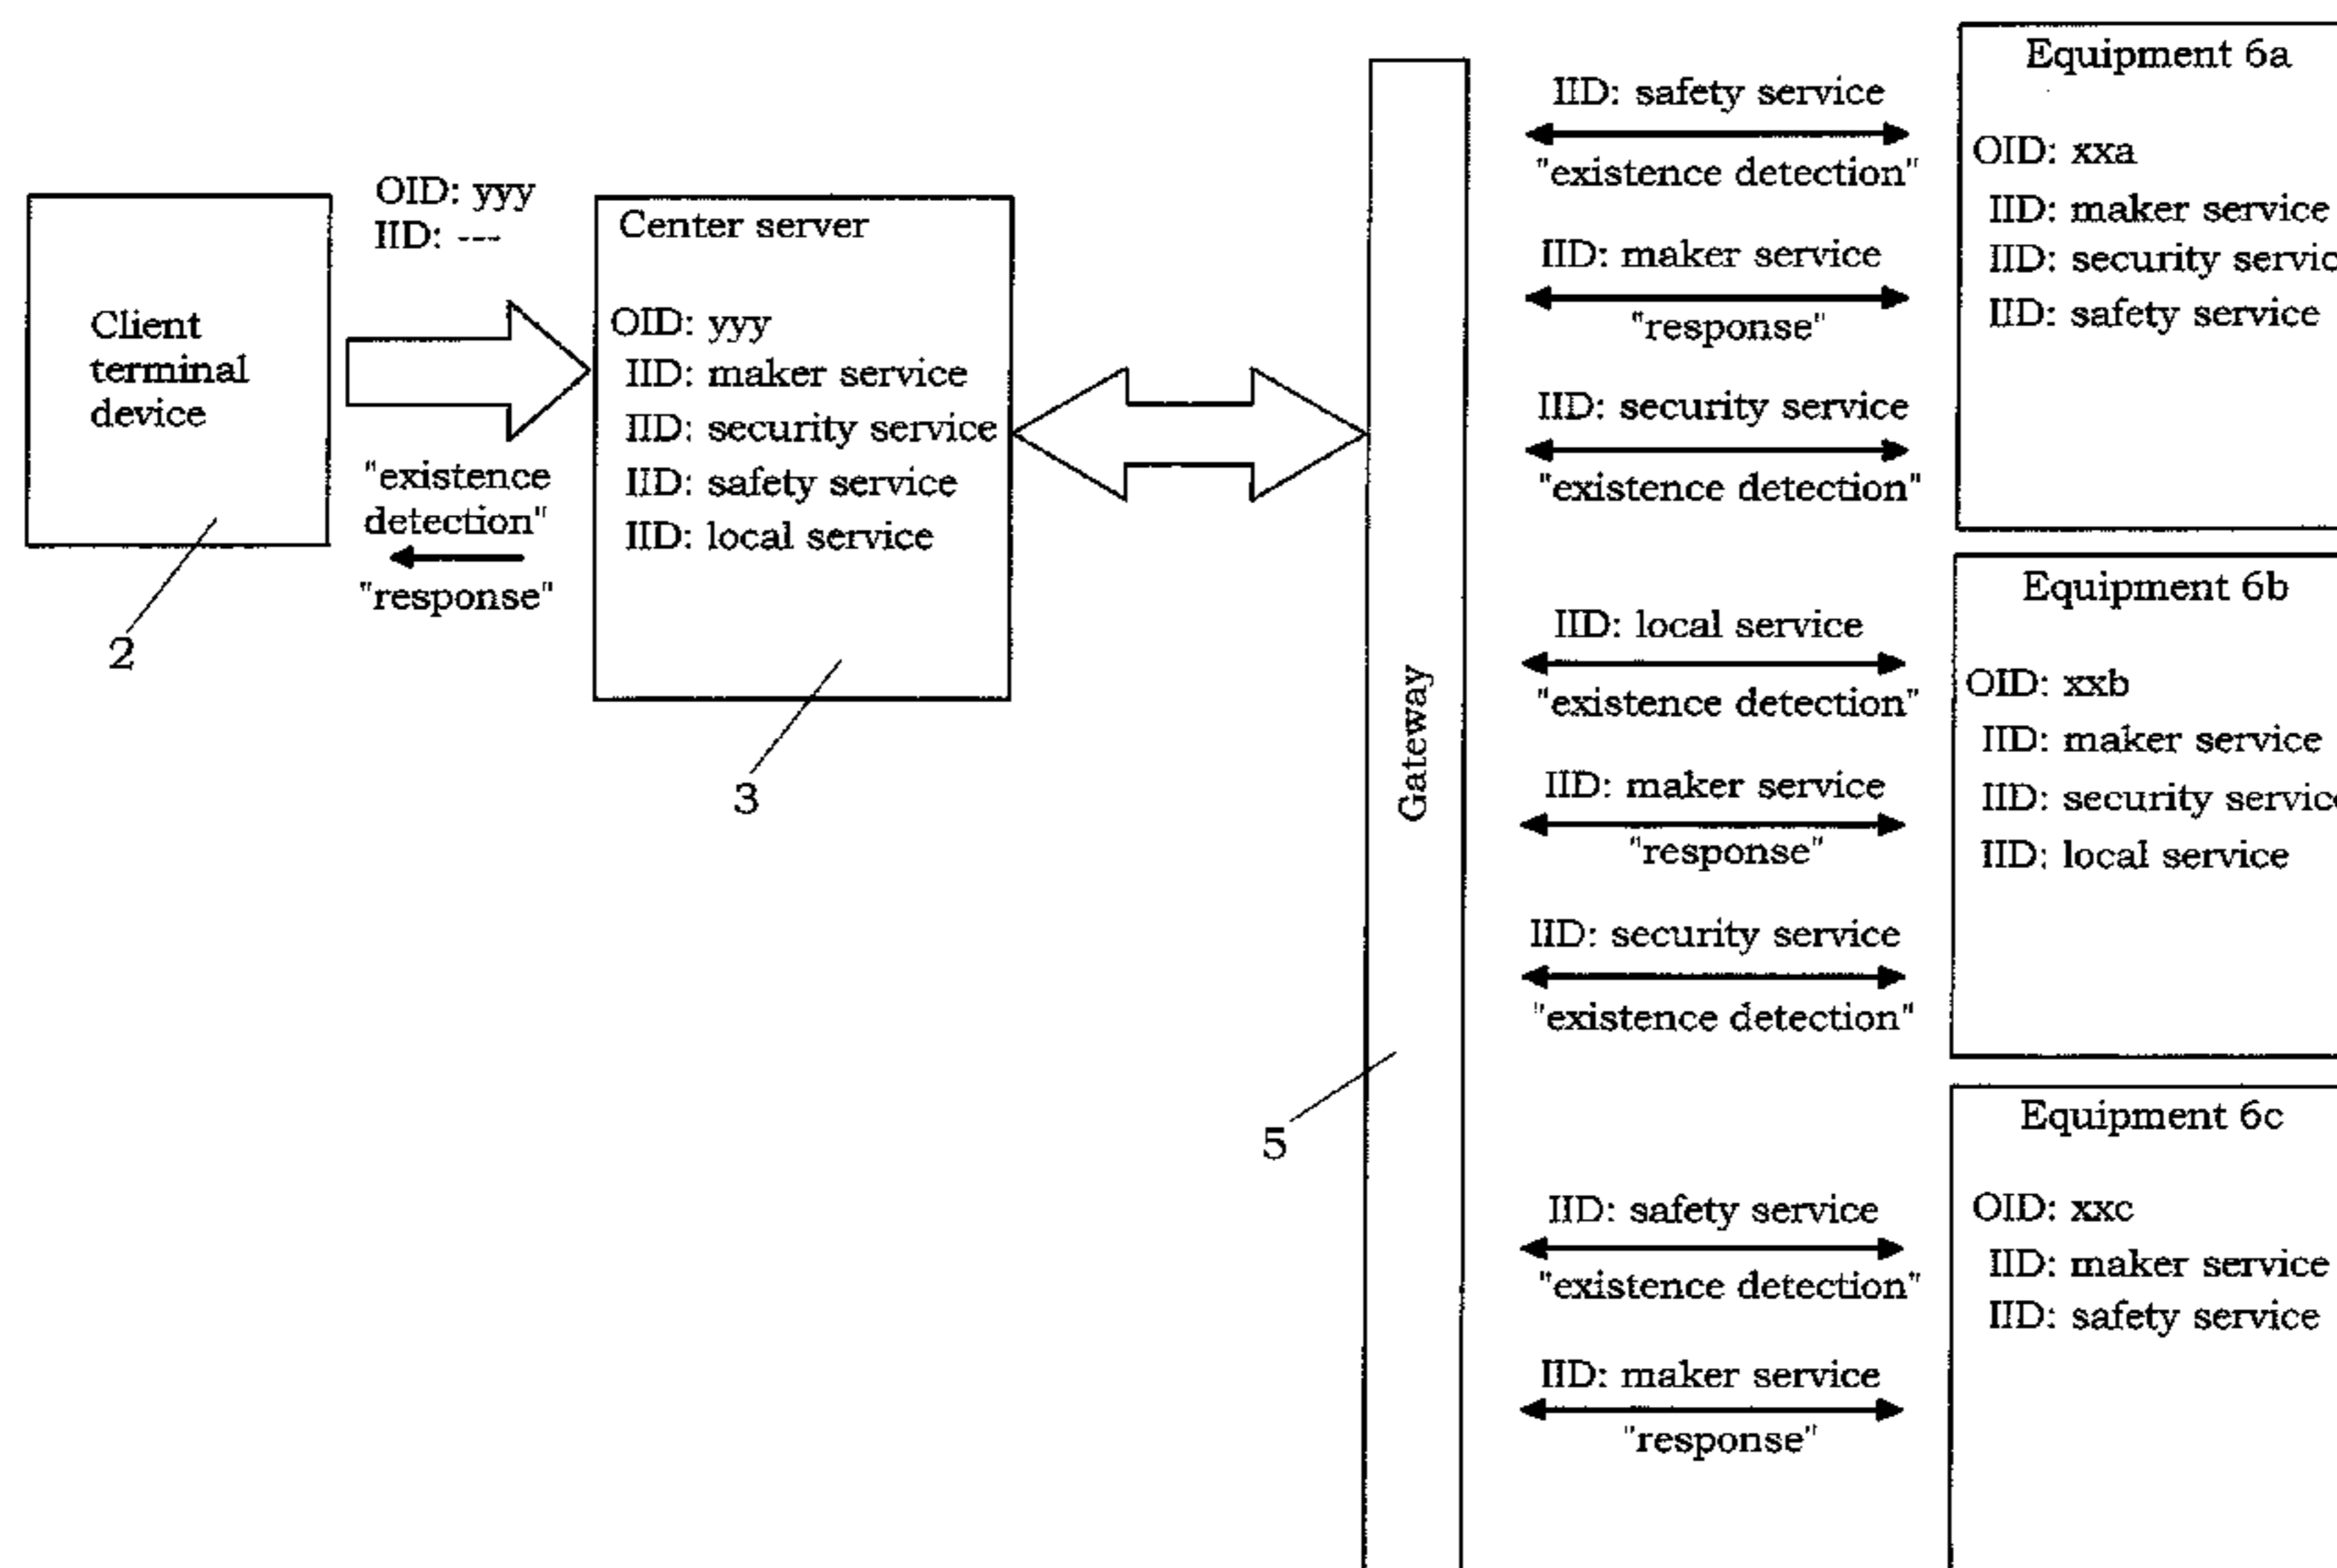 OID: yyy
IID: ---
Client
terminal
device
"existence
detection"
"response"
2
Center server
OID: yyy
IID: maker service
IID: security service
IID: safety service
IID: local service
3
Gateway
5
IID: safety service
"existence detection"
IID: maker service
"response"
IID: security service
"existence detection"
IID: local service
"existence detection"
IID: maker service
"response"
IID: security service
"existence detection"
IID: safety service
"existence detection"
IID: maker service
"response"
Equipment 6a
OID: xxa
IID: maker service
IID: security servic
IID: safety service
Equipment 6b
OID: xxb
IID: maker service
IID: security service
IID: local service
Equipment 6c
OID: xxc
IID: maker service
IID: safety service